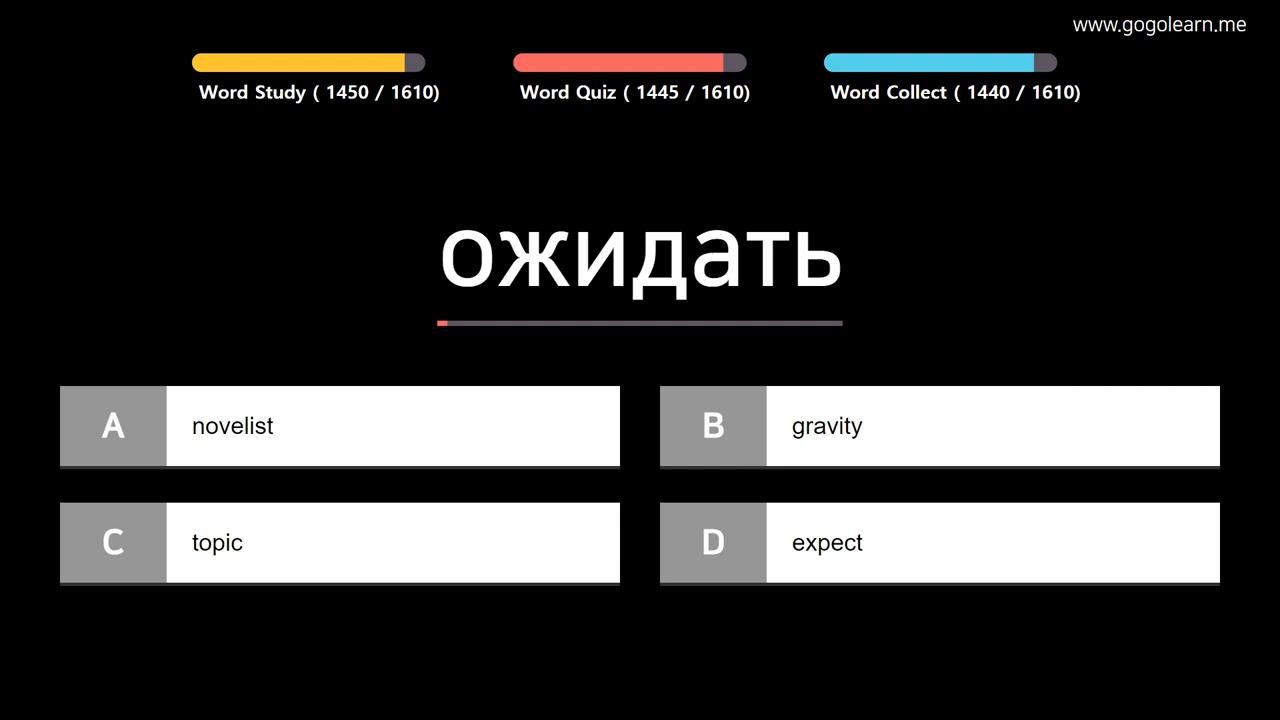 www.gogolearn.me
Word Study ( 1450 / 1610)
Word Quiz ( 1445 / 1610)
Word Collect ( 1440 / 1610)
ожидать
A novelist
B gravity
C topic
D expect